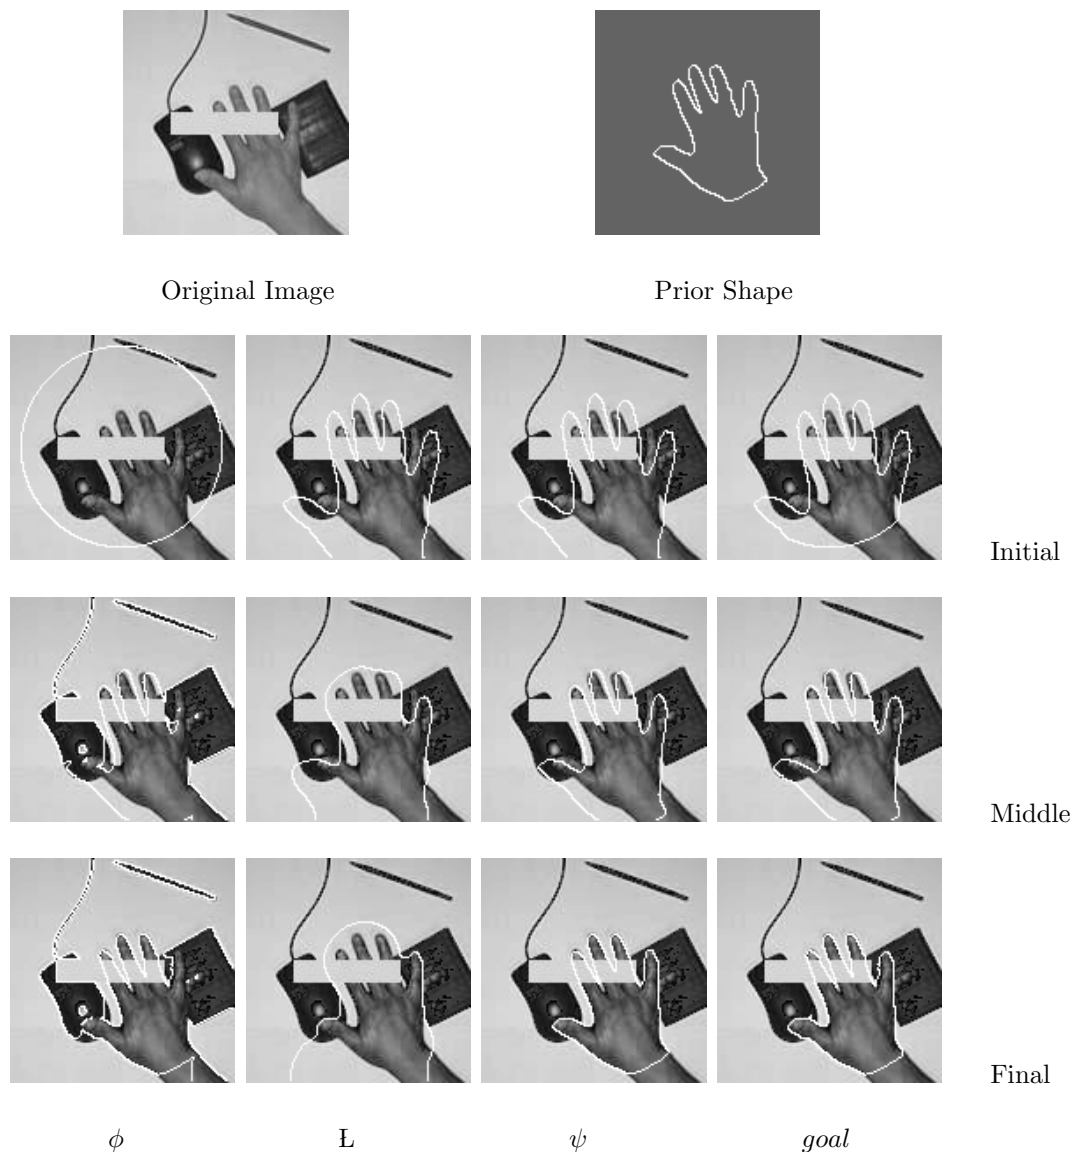 Original Image
Prior Shape
Initial
Middle
Final
ϕ
Ł
ψ
goal